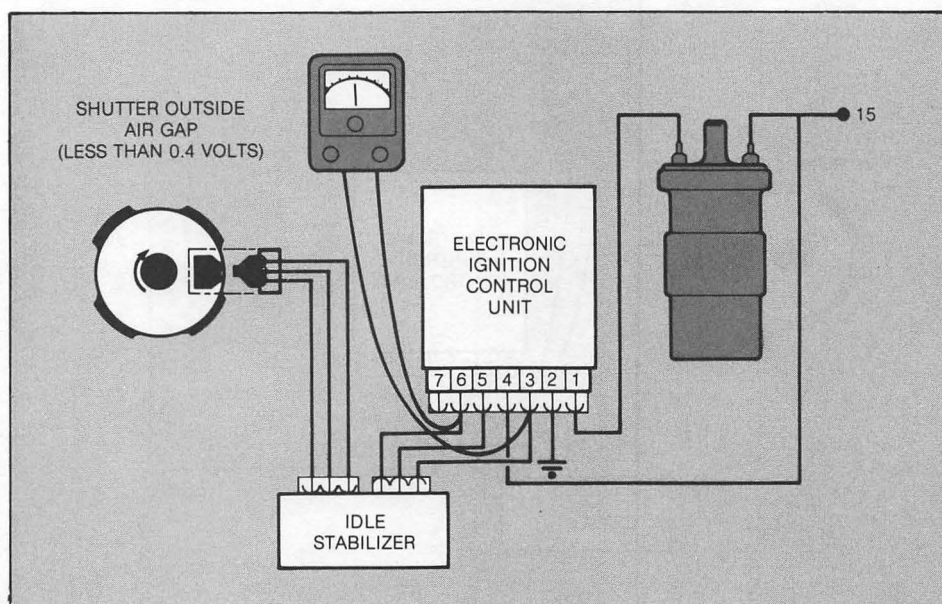 SHUTTER OUTSIDE
AIR GAP
(LESS THAN 0.4 VOLTS)
15
ELECTRONIC
IGNITION
CONTROL
UNIT
7 6 5 4 3 2 1
IDLE
STABILIZER